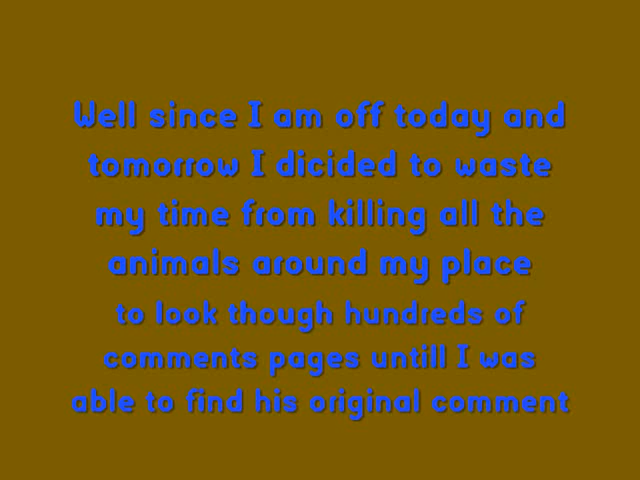 Well since I am off today and
tomorrow I dicided to waste
my time from killing all the
animals around my place
to look though hundreds of
comments pages untill I was
able to find his original comment